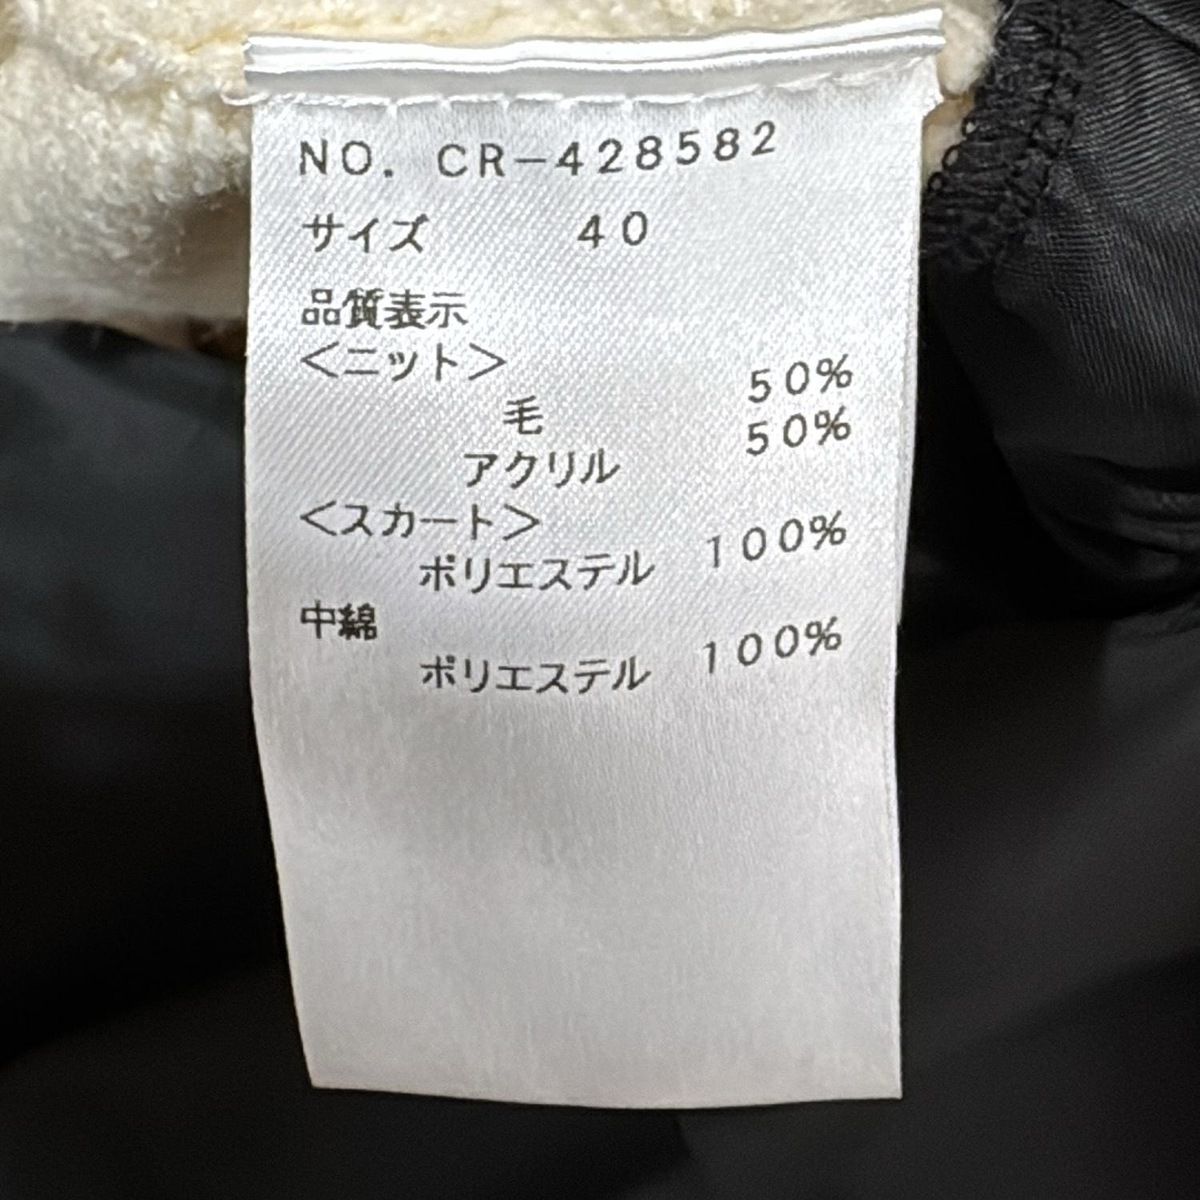 NO. CR-428582
サイズ 40
品質表示
<ニット>
毛 50%
アクリル 50%
<スカート>
ポリエステル 100%
中綿
ポリエステル 100%